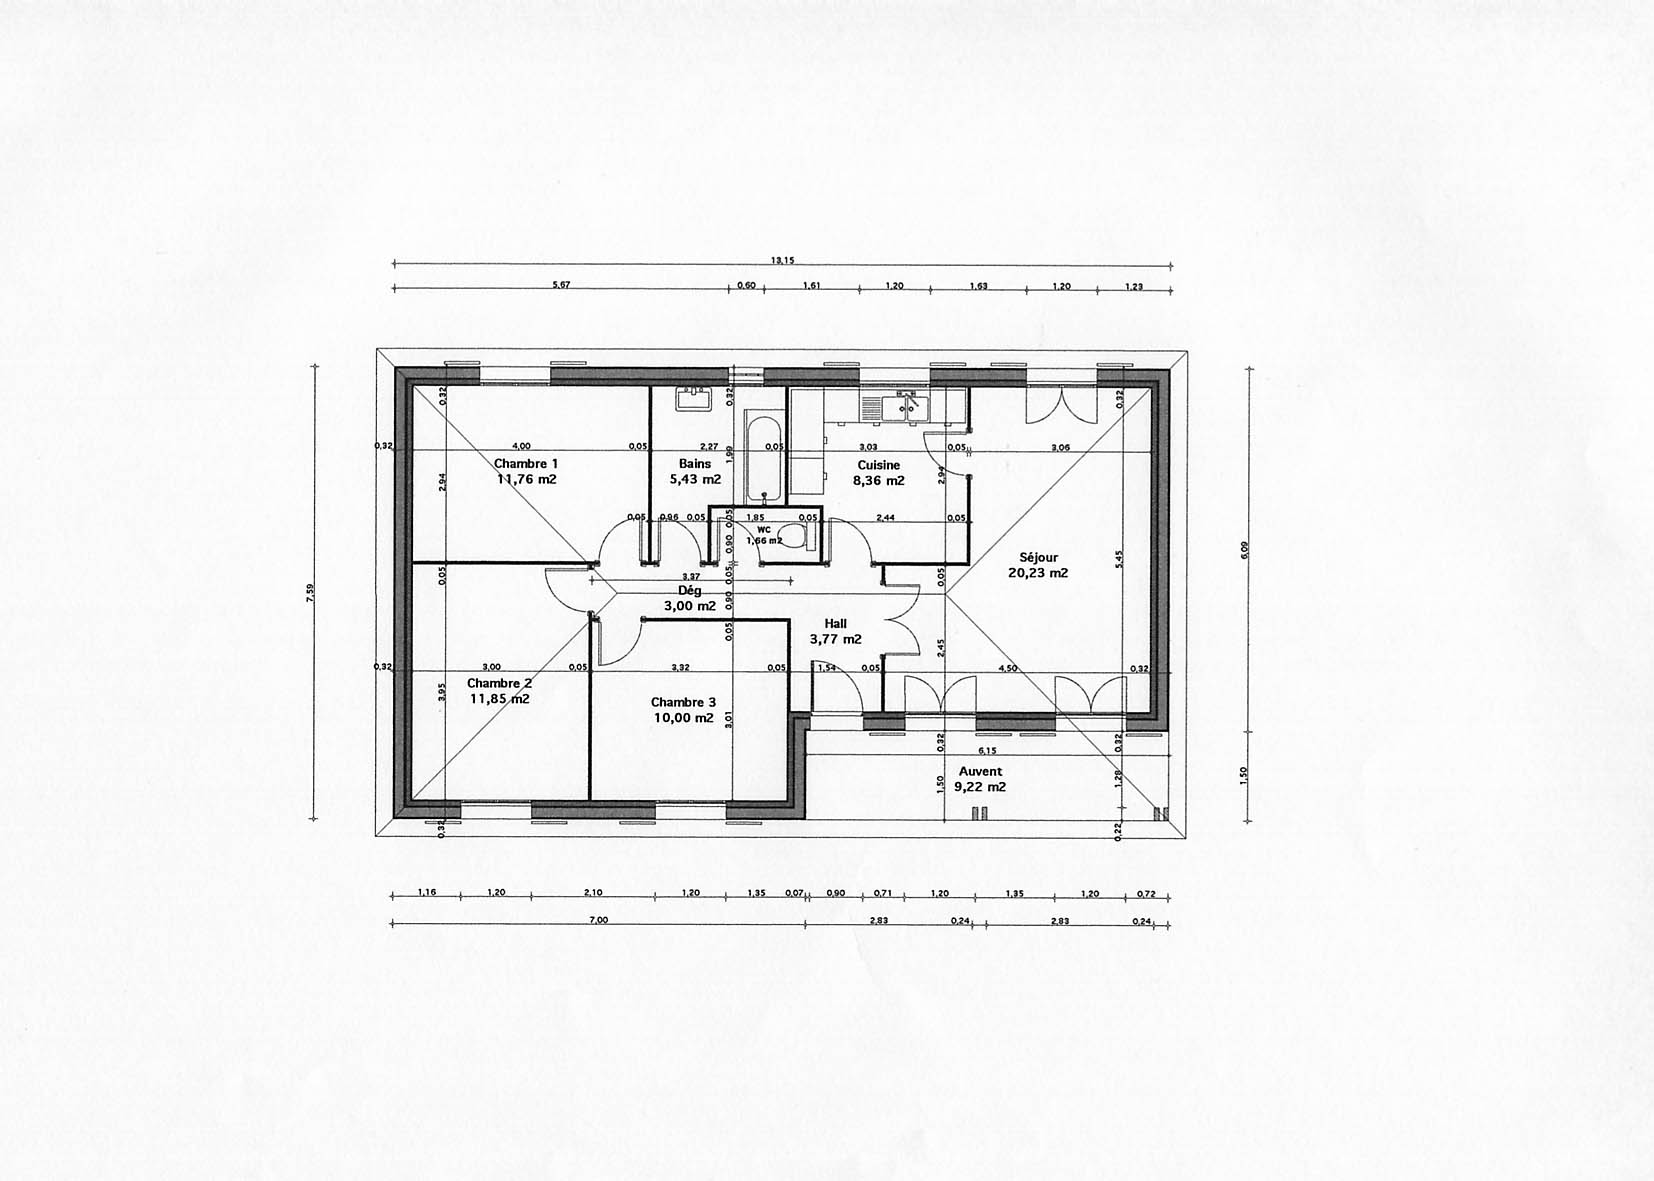 13,15
5,67 0,60 1,61 1,20 1,63 1,20 1,23
0,32 0,32 0,32
0,32 4,00 0,05 2,27 0,05 3,03 0,05 3,06
1,99
Chambre 1
11,76 m2
Bains
5,43 m2
Cuisine
8,36 m2
2,94 2,94
0,05 0,96 0,05 0,05 1,85 0,05 2,44 0,05
WC
1,66 m2
0,90
6,09
5,45
Séjour
20,23 m2
0,05 3,37 0,05 0,05
7,59
Dég
3,00 m2
0,90
Hall
3,77 m2
0,05
2,45
0,32 3,00 0,05 3,32 0,05 1,54 0,05 4,50 0,32
Chambre 2
11,85 m2
3,95
Chambre 3
10,00 m2
3,01
0,32 0,32
6,15
Auvent
9,22 m2
1,50 1,28 1,50
0,32 0,22
1,16 1,20 2,10 1,20 1,35 0,07 0,90 0,71 1,20 1,35 1,20 0,72
7,00 2,83 0,24 2,83 0,24